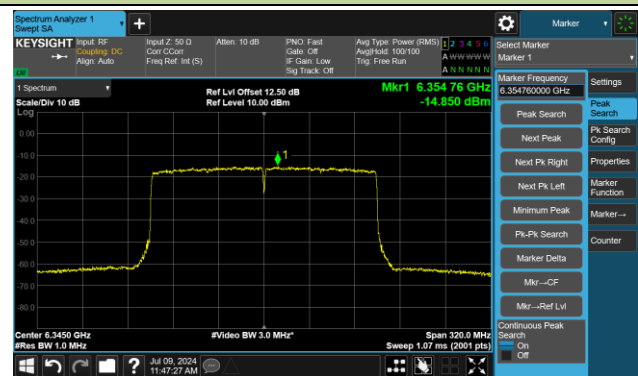 Spectrum Analyzer 1
Swept SA
Marker
KEYSIGHT
Input: RF
Coupling: DC
Align: Auto
Input Z: 50 Ω
Corr CCorr
Freq Ref: Int (S)
Atten: 10 dB
PNO: Fast
Gate: Off
IF Gain: Low
Sig Track: Off
Avg Type: Power (RMS)
Avg|Hold: 100/100
Trig: Free Run
1 2 3 4 5 6
A W W W W W
A N N N N N
Select Marker
Marker 1
1 Spectrum
Scale/Div 10 dB
Log
Ref Lvl Offset 12.50 dB
Ref Level 10.00 dBm
Mkr1 6.354 76 GHz
-14.850 dBm
1
0.00
-10.0
-20.0
-30.0
-40.0
-50.0
-60.0
-70.0
-80.0
Center 6.3450 GHz
#Res BW 1.0 MHz
#Video BW 3.0 MHz*
Span 320.0 MHz
Sweep 1.07 ms (2001 pts)
Marker Frequency
6.354760000 GHz
Peak Search
Next Peak
Next Pk Right
Next Pk Left
Minimum Peak
Pk-Pk Search
Marker Delta
Mkr→CF
Mkr→Ref Lvl
Continuous Peak
Search
On
Off
Settings
Peak
Search
Pk Search
Config
Properties
Marker
Function
Marker→
Counter
?
Jul 09, 2024
11:47:27 AM